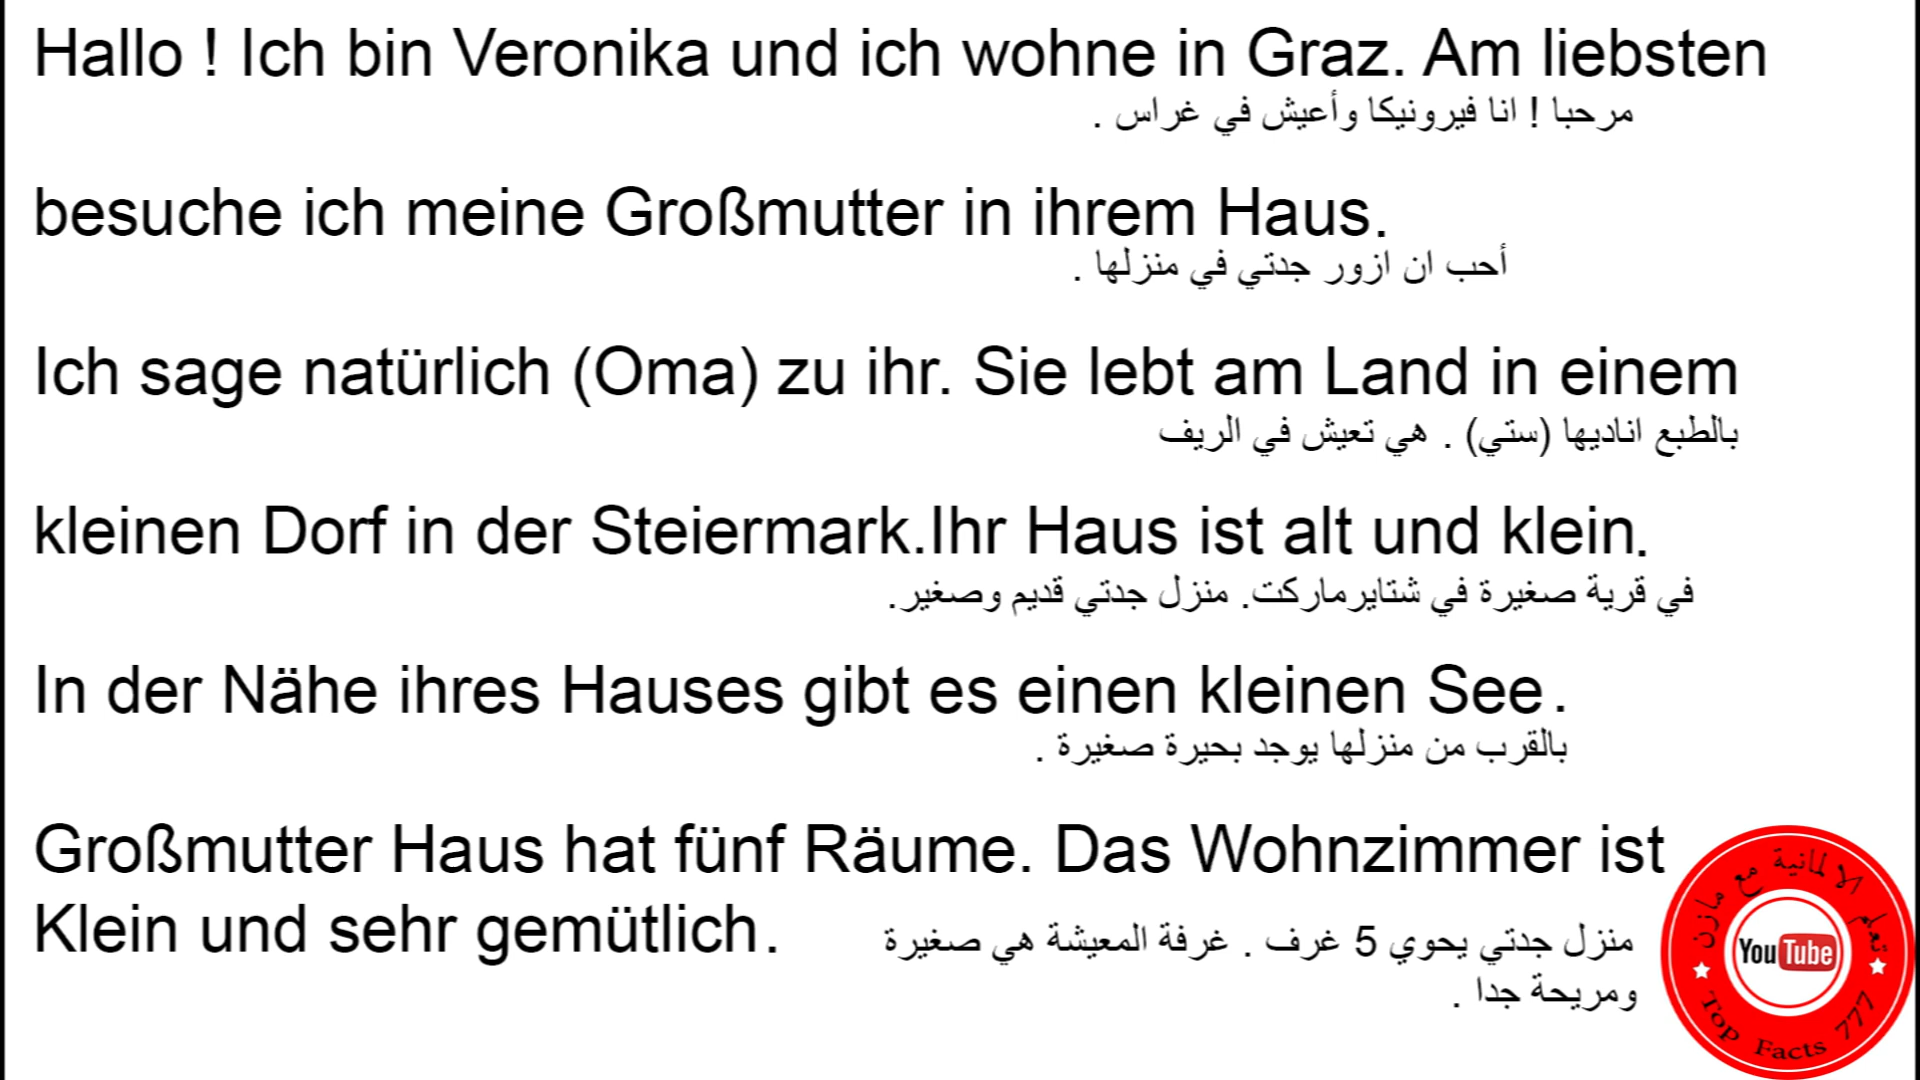 Hallo ! Ich bin Veronika und ich wohne in Graz. Am liebsten
مرحبا ! انا فيرونيكا وأعيش في غراس .
besuche ich meine Großmutter in ihrem Haus.
أحب ان ازور جدتي في منزلها .
Ich sage natürlich (Oma) zu ihr. Sie lebt am Land in einem
بالطبع اناديها (ستي) . هي تعيش في الريف
kleinen Dorf in der Steiermark.Ihr Haus ist alt und klein.
في قرية صغيرة في شتايرماركت. منزل جدتي قديم وصغير.
In der Nähe ihres Hauses gibt es einen kleinen See .
بالقرب من منزلها يوجد بحيرة صغيرة .
Großmutter Haus hat fünf Räume. Das Wohnzimmer ist
Klein und sehr gemütlich .
منزل جدتي يحوي 5 غرف . غرفة المعيشة هي صغيرة
ومريحة جدا .
تعلم الالمانية مع مازن
YouTube
Top Facts 777